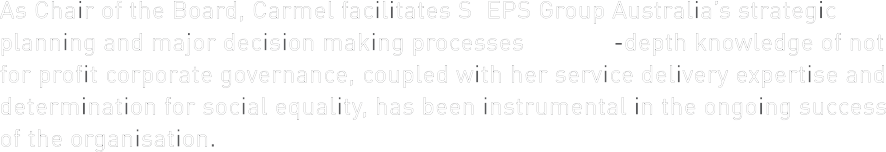 As Chair of the Board, Carmel facilitates S EPS Group Australia's strategic
planning and major decision making processes -depth knowledge of not
for profit corporate governance, coupled with her service delivery expertise and
determination for social equality, has been instrumental in the ongoing success
of the organisation.